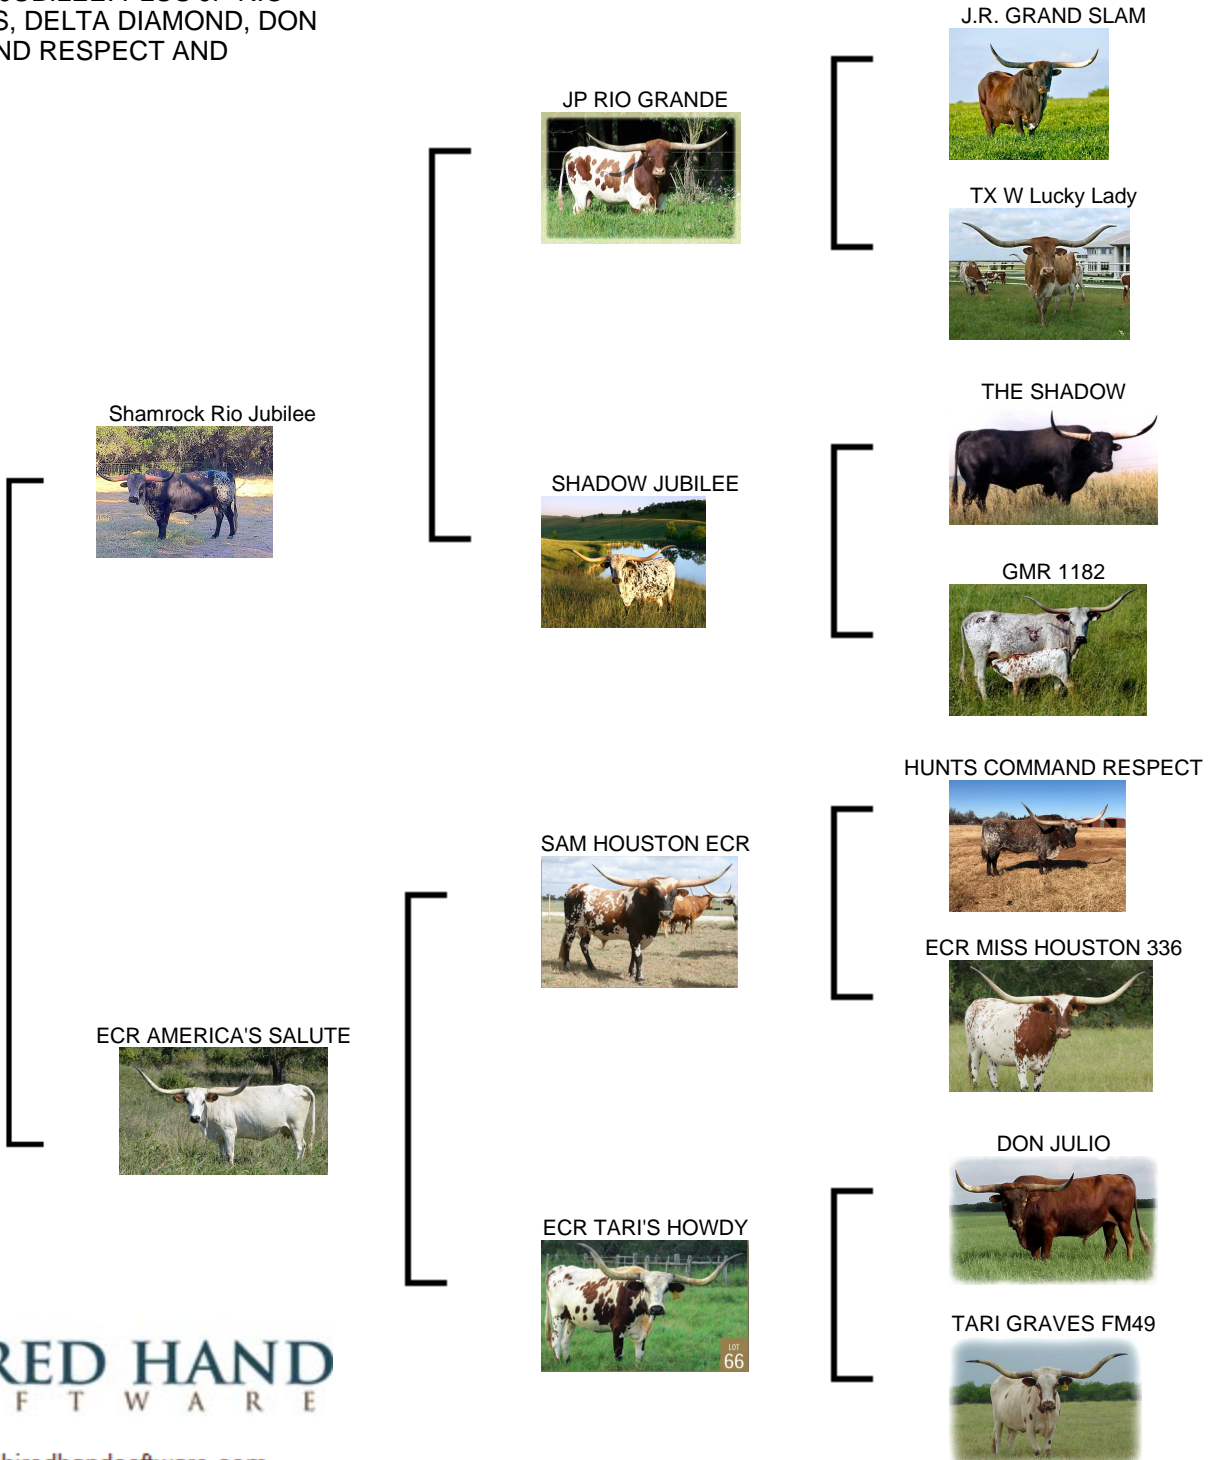 S, DELTA DIAMOND, DON
ND RESPECT AND
J.R. GRAND SLAM
JP RIO GRANDE
TX W Lucky Lady
THE SHADOW
Shamrock Rio Jubilee
SHADOW JUBILEE
GMR 1182
HUNTS COMMAND RESPECT
SAM HOUSTON ECR
ECR MISS HOUSTON 336
ECR AMERICA'S SALUTE
DON JULIO
ECR TARI'S HOWDY
LOT
66
TARI GRAVES FM49
RED HAND
F T W A R E